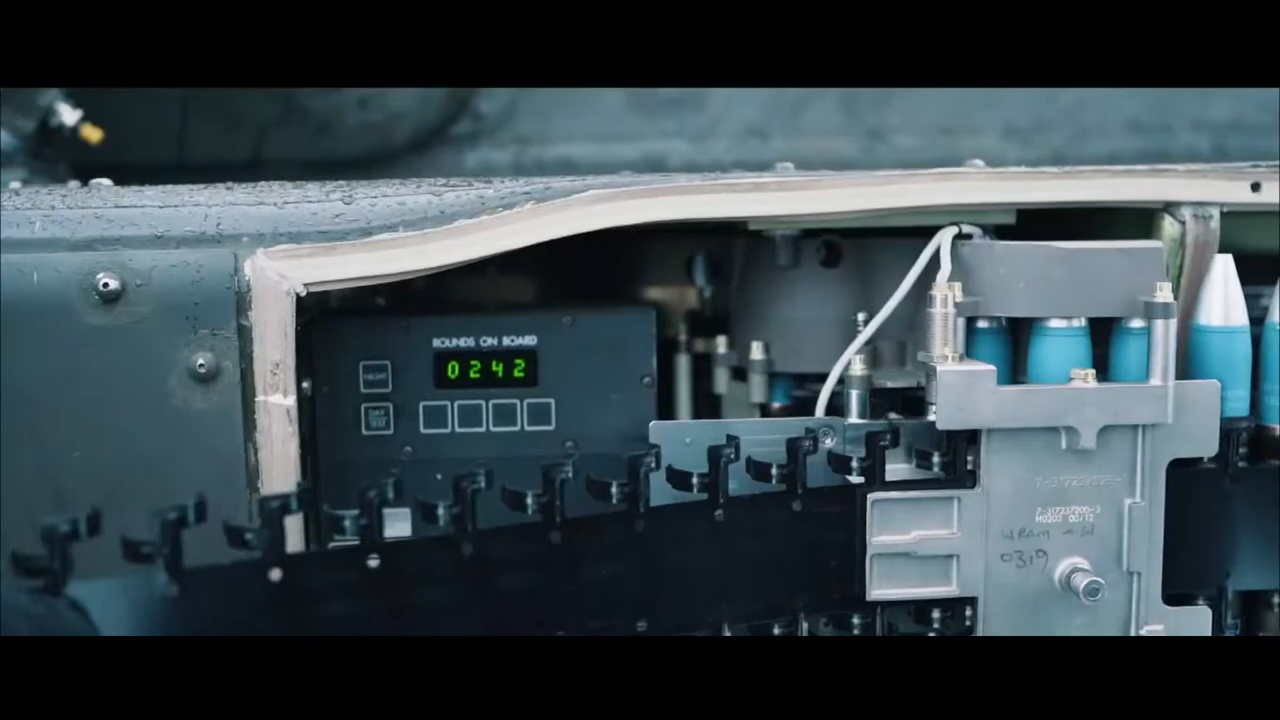 ROUNDS ON BOARD
0242
NIGHT
DAY
TEST
7-317237200-3
H0203 00/12
0319